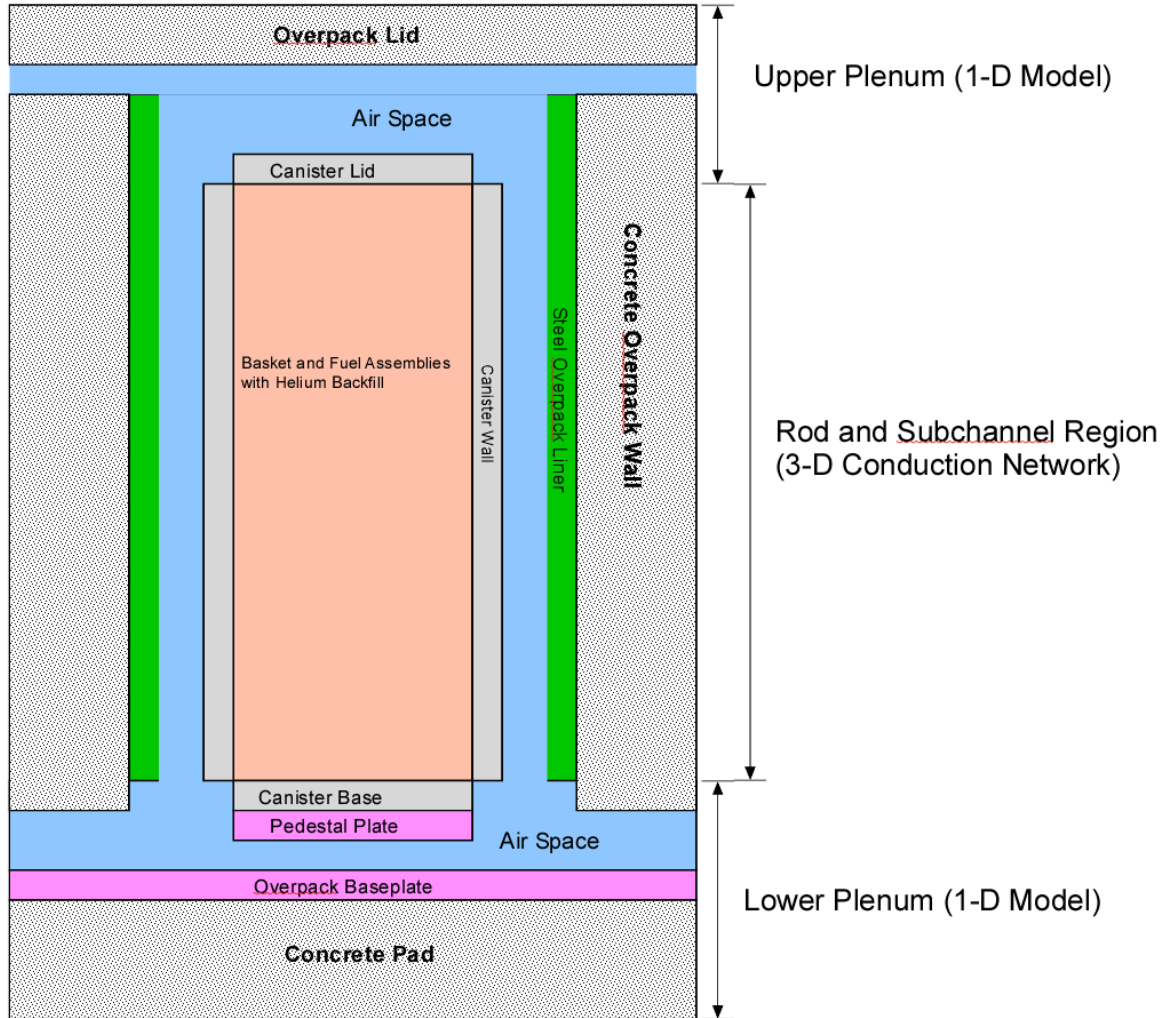 Overpack Lid
Upper Plenum (1-D Model)
Air Space
Canister Lid
Concrete Overpack Wall
Steel Overpack Liner
Basket and Fuel Assemblies
with Helium Backfill
Canister Wall
Rod and Subchannel Region
(3-D Conduction Network)
Canister Base
Pedestal Plate
Air Space
Overpack Baseplate
Lower Plenum (1-D Model)
Concrete Pad